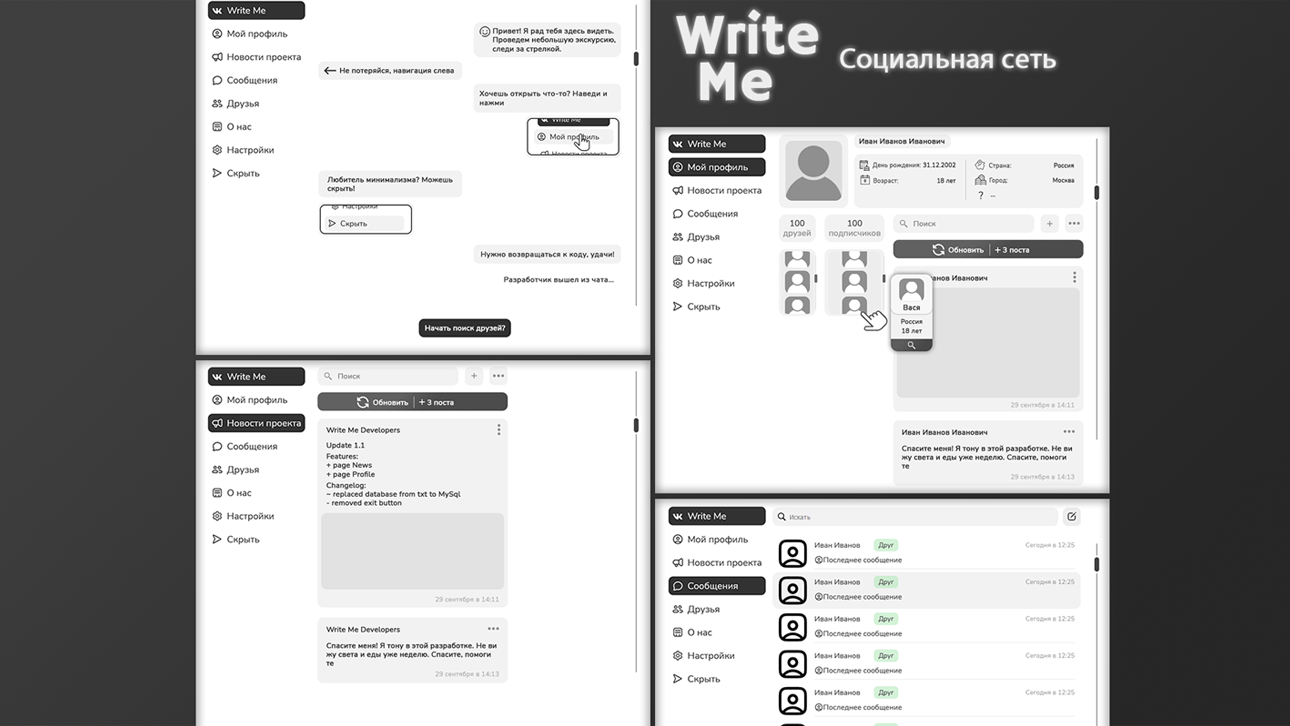 Write Me
Мой профиль
Новости проекта
Сообщения
Друзья
О нас
Настройки
Скрыть
Привет! Я рад тебя здесь видеть.
Проведем небольшую экскурсию,
следи за стрелкой.
Не потеряйся, навигация слева
Хочешь открыть что-то? Наведи и
нажми
Write Me
Мой профиль
Новости проекта
Любитель минимализма? Можешь
скрыть!
Настройки
Скрыть
Нужно возвращаться к коду, удачи!
Разработчик вышел из чата...
Начать поиск друзей?
Write
Me
Социальная сеть
Write Me
Мой профиль
Новости проекта
Сообщения
Друзья
О нас
Настройки
Скрыть
Иван Иванов Иванович
День рождения: 31.12.2002
Возраст: 18 лет
Страна: Россия
Город: Москва
? --
100
друзей
100
подписчиков
Поиск
+
Обновить
+ 3 поста
нов Иванович
Вася
Россия
18 лет
29 сентября в 14:11
Иван Иванов Иванович
Спасите меня! Я тону в этой разработке. Не ви
жу света и еды уже неделю. Спасите, помоги
те
29 сентября в 14:13
Write Me
Мой профиль
Новости проекта
Сообщения
Друзья
О нас
Настройки
Скрыть
Поиск
+
Обновить
+ 3 поста
Write Me Developers
Update 1.1
Features:
+ page News
+ page Profile
Changelog:
~ replaced database from txt to MySql
- removed exit button
29 сентября в 14:11
Write Me Developers
Спасите меня! Я тону в этой разработке. Не ви
жу света и еды уже неделю. Спасите, помоги
те
29 сентября в 14:13
Write Me
Мой профиль
Новости проекта
Сообщения
Друзья
О нас
Настройки
Скрыть
Искать
Иван Иванов Друг Сегодня в 12:25
Последнее сообщение
Иван Иванов Друг Сегодня в 12:25
Последнее сообщение
Иван Иванов Друг Сегодня в 12:25
Последнее сообщение
Иван Иванов Друг Сегодня в 12:25
Последнее сообщение
Иван Иванов Друг Сегодня в 12:25
Последнее сообщение